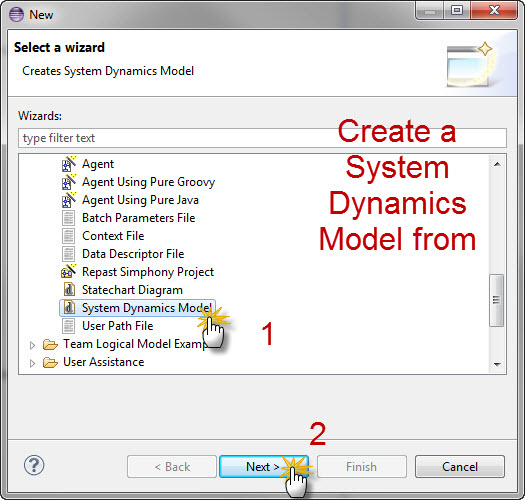 New
Select a wizard
Creates System Dynamics Model
Wizards:
type filter text
Create a
System
Dynamics
Model from
Agent
Agent Using Pure Groovy
Agent Using Pure Java
Batch Parameters File
Context File
Data Descriptor File
Repast Simphony Project
Statechart Diagram
System Dynamics Model
1
User Path File
Team Logical Model Examp
User Assistance
2
?
< Back
Next >
Finish
Cancel